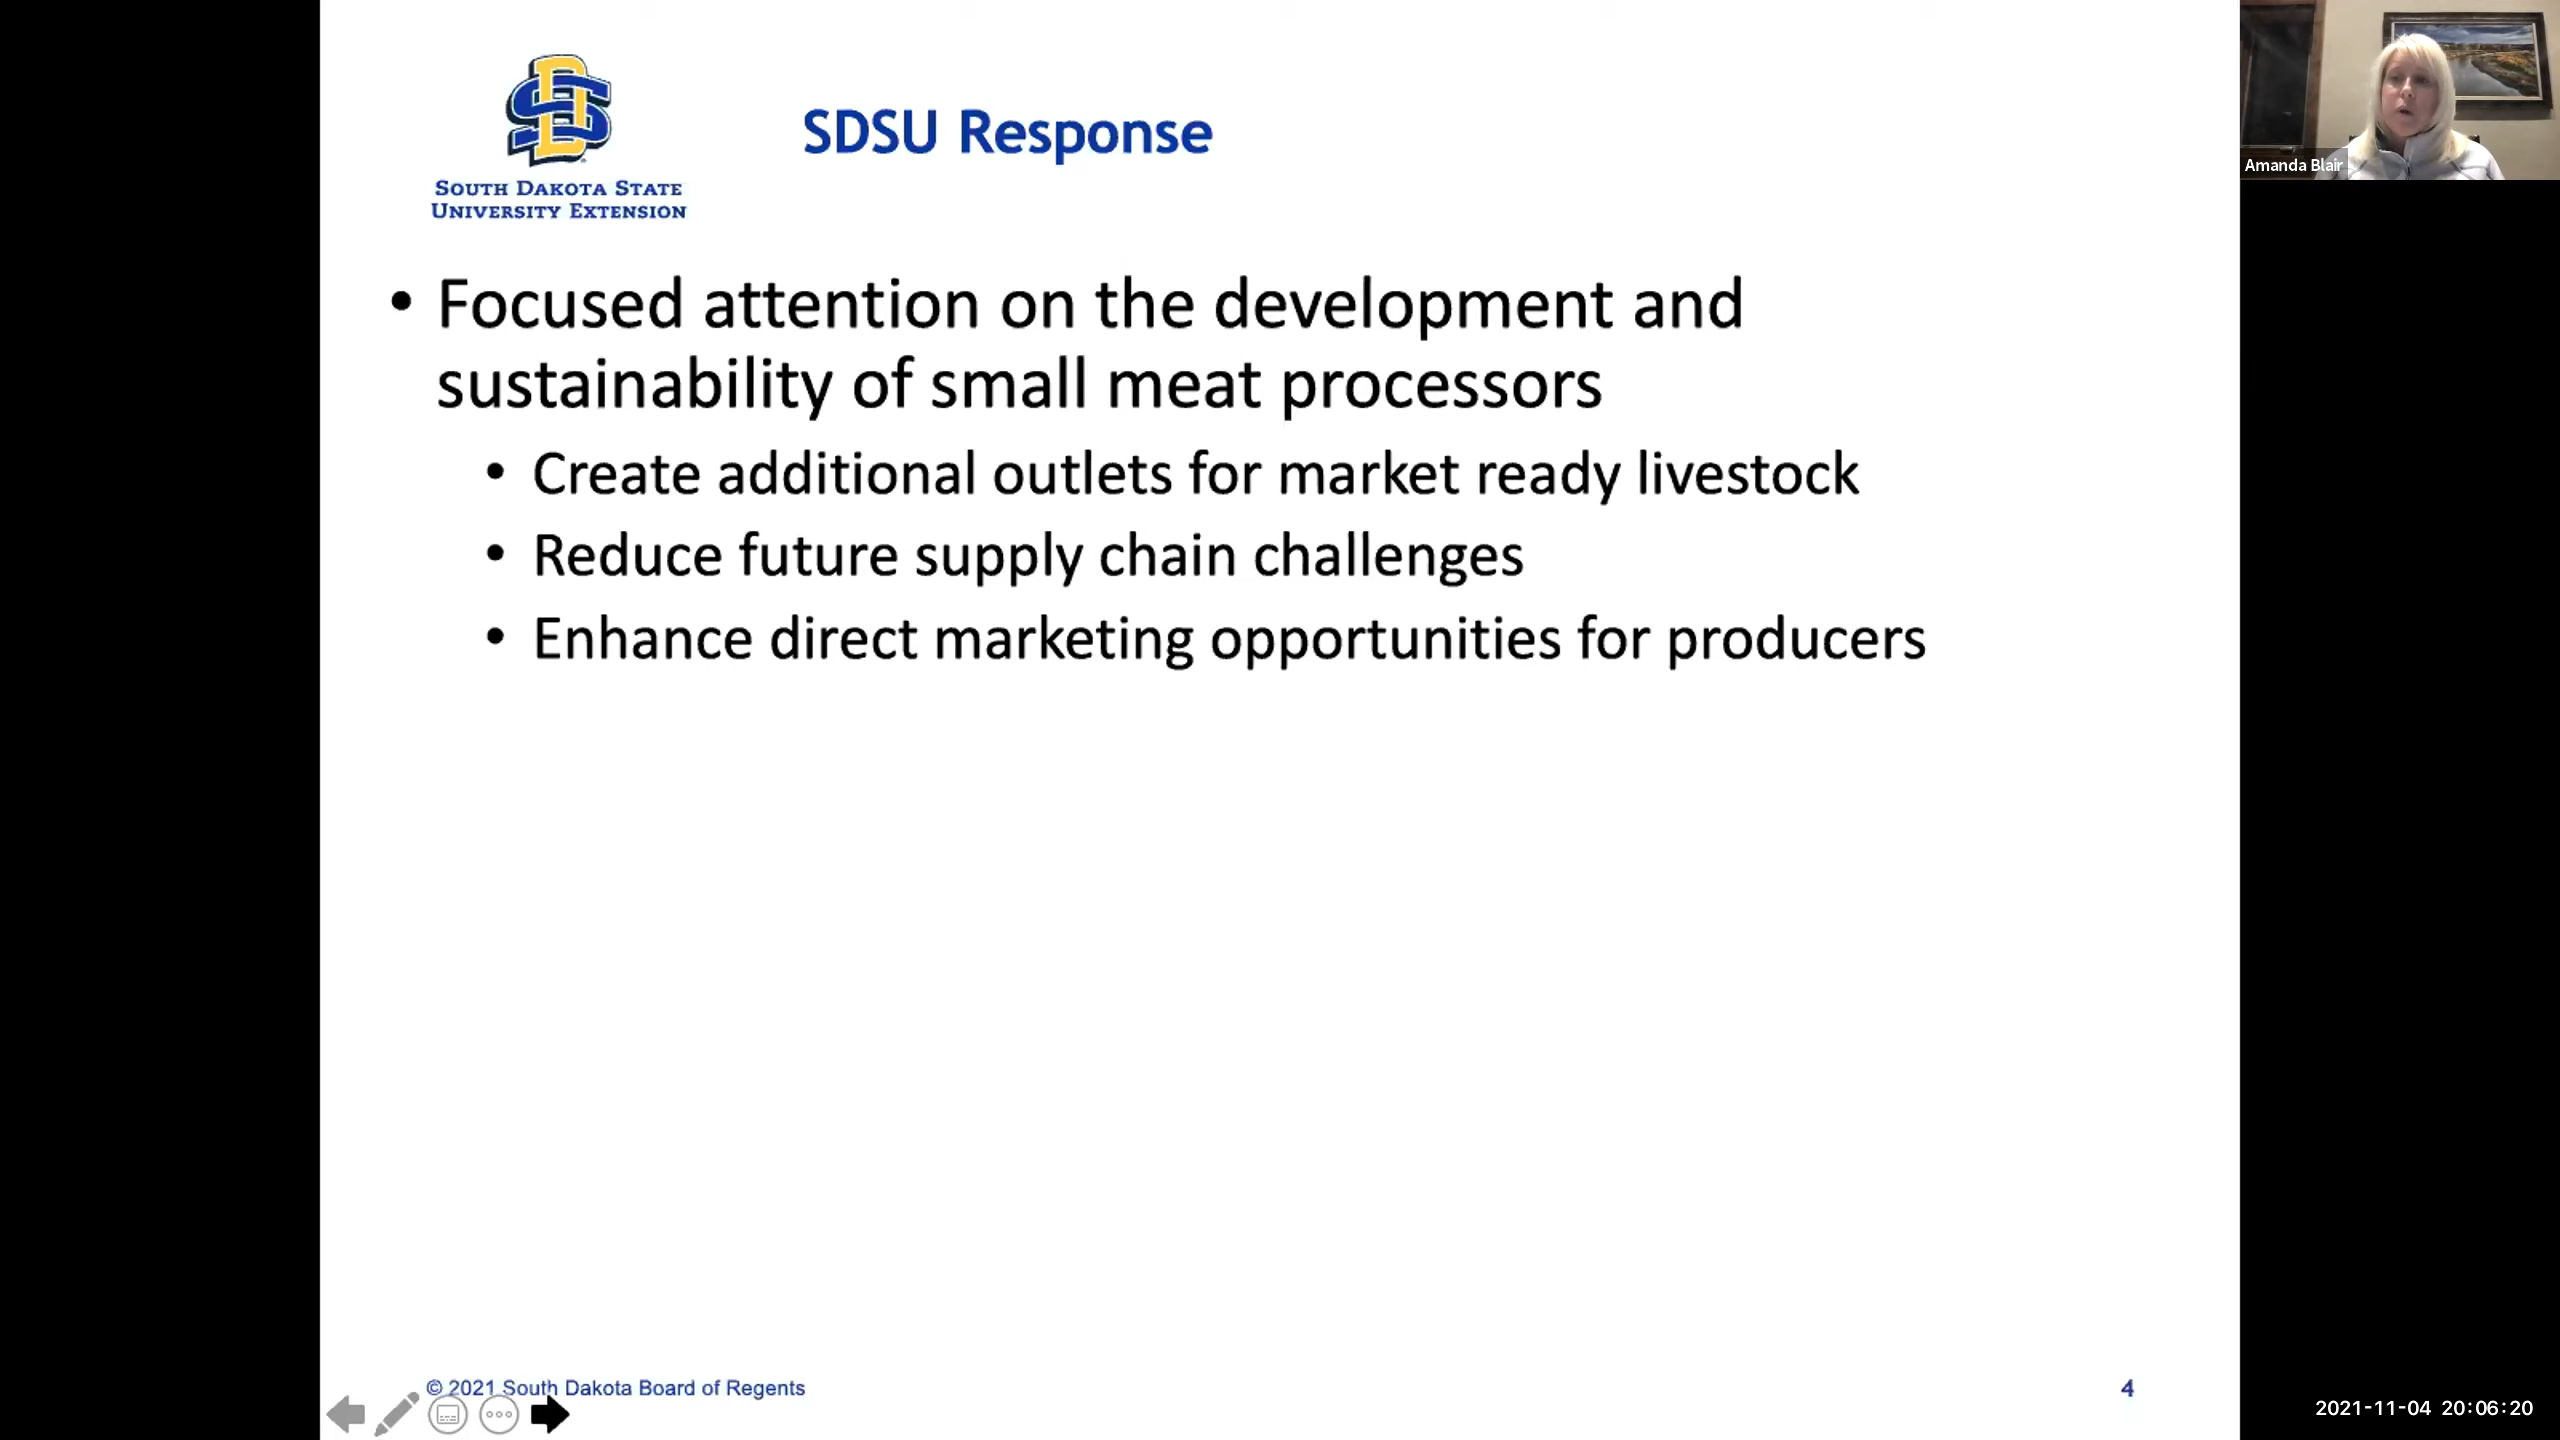 SOUTH DAKOTA STATE
UNIVERSITY EXTENSION
SDSU Response
• Focused attention on the development and
sustainability of small meat processors
• Create additional outlets for market ready livestock
• Reduce future supply chain challenges
• Enhance direct marketing opportunities for producers
© 2021 South Dakota Board of Regents
4
Amanda Blair
2021-11-04 20:06:20